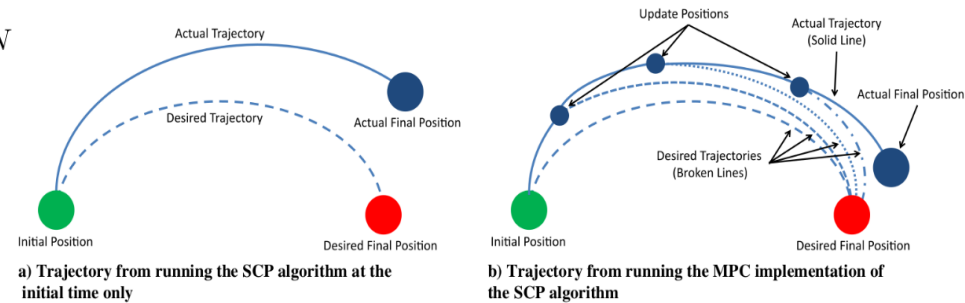 N
Actual Trajectory
Desired Trajectory
Actual Final Position
Initial Position
Desired Final Position
a) Trajectory from running the SCP algorithm at the
initial time only
Update Positions
Actual Trajectory
(Solid Line)
Actual Final Position
Desired Trajectories
(Broken Lines)
Initial Position
Desired Final Position
b) Trajectory from running the MPC implementation of
the SCP algorithm